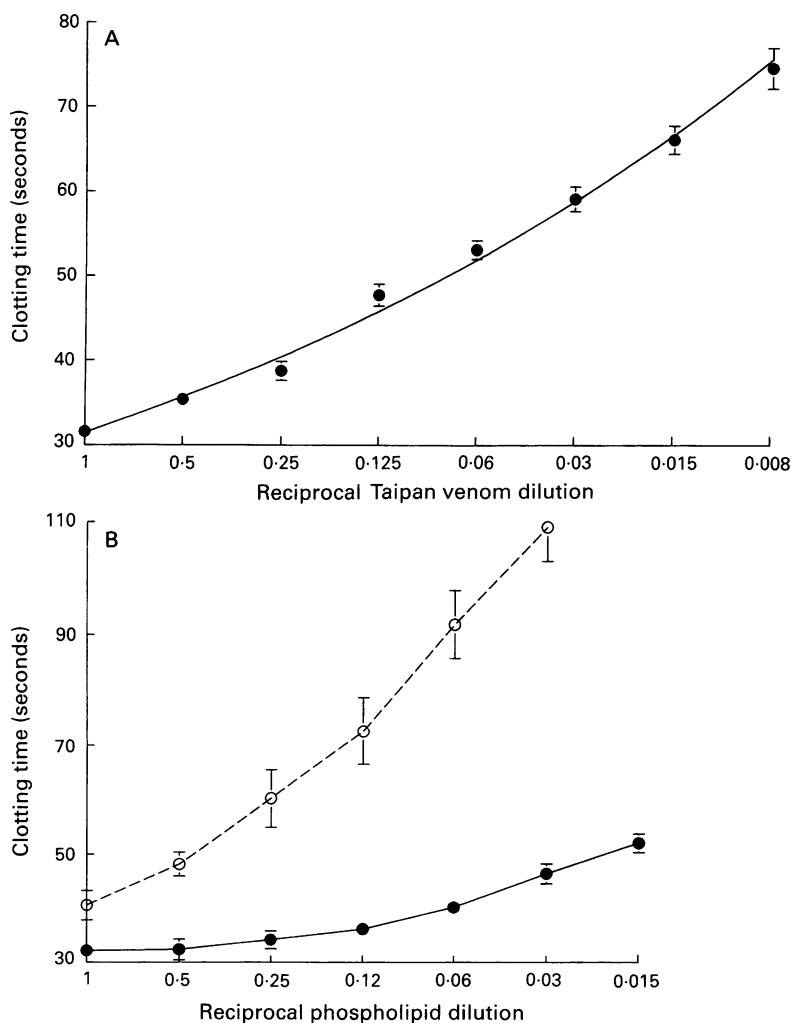 A
80
70
60
50
40
30
Clotting time (seconds)
1 0·5 0·25 0·125 0·06 0·03 0·015 0·008
Reciprocal Taipan venom dilution
B
110
90
70
50
30
Clotting time (seconds)
1 0·5 0·25 0·12 0·06 0·03 0·015
Reciprocal phospholipid dilution